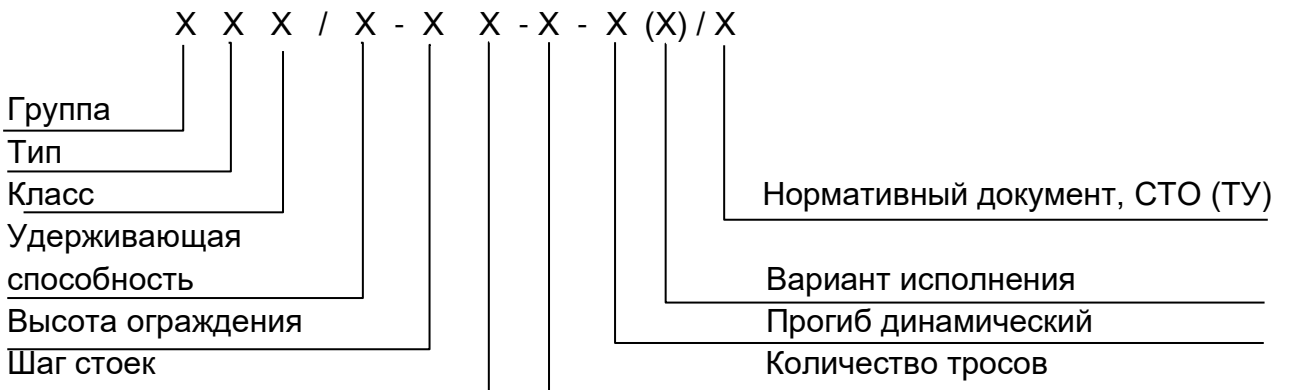 X X X / X - X X - X - X (X) / X
Группа
Тип
Класс
Нормативный документ, СТО (ТУ)
Удерживающая
способность
Вариант исполнения
Высота ограждения
Прогиб динамический
Шаг стоек
Количество тросов